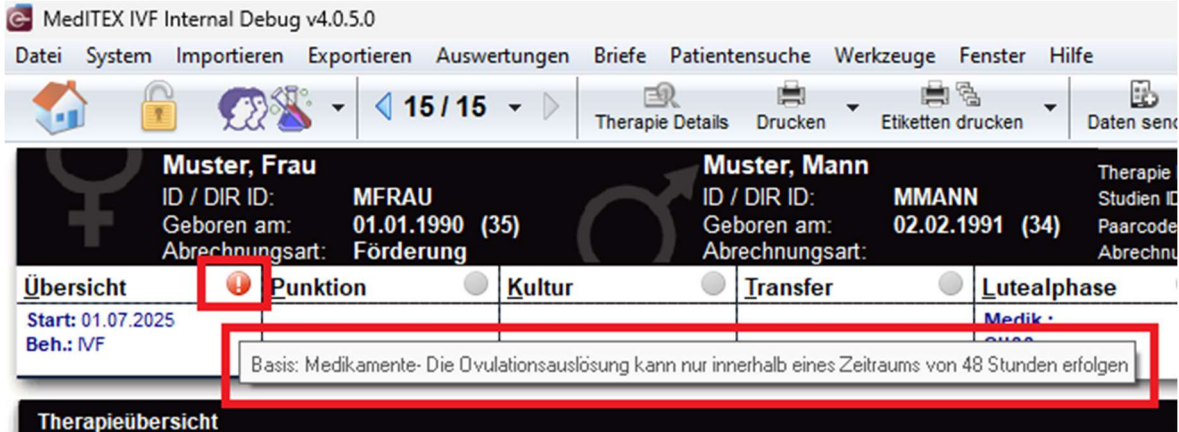 MedITEX IVF Internal Debug v4.0.5.0
Datei System Importieren Exportieren Auswertungen Briefe Patientensuche Werkzeuge Fenster Hilfe
15 / 15
Therapie Details Drucken Etiketten drucken Daten send
Muster, Frau
ID / DIR ID: MFRAU
Geboren am: 01.01.1990 (35)
Abrechnungsart: Förderung
Muster, Mann
ID / DIR ID: MMANN
Geboren am: 02.02.1991 (34)
Abrechnungsart:
Therapie
Studien ID
Paarcode
Abrechnu
Übersicht Punktion Kultur Transfer Lutealphase
Start: 01.07.2025
Beh.: IVF
Medik.:
Basis: Medikamente- Die Ovulationsauslösung kann nur innerhalb eines Zeitraums von 48 Stunden erfolgen
Therapieübersicht